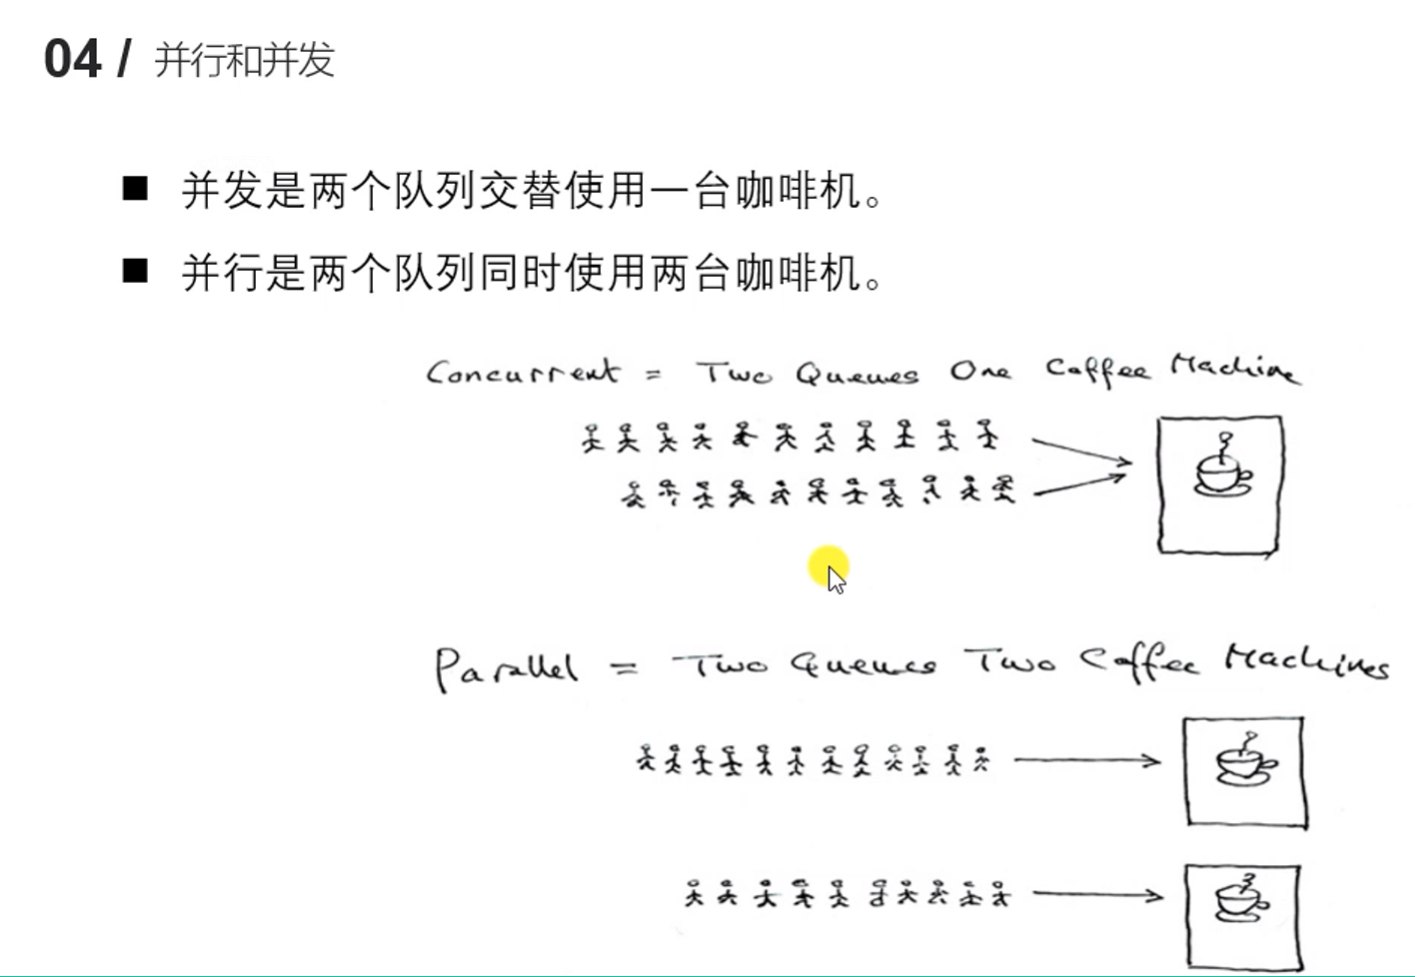 04 / 并行和并发
■ 并发是两个队列交替使用一台咖啡机。
■ 并行是两个队列同时使用两台咖啡机。
Concurrent = Two Queues One Coffee Machine
Parallel = Two Queues Two Coffee Machines